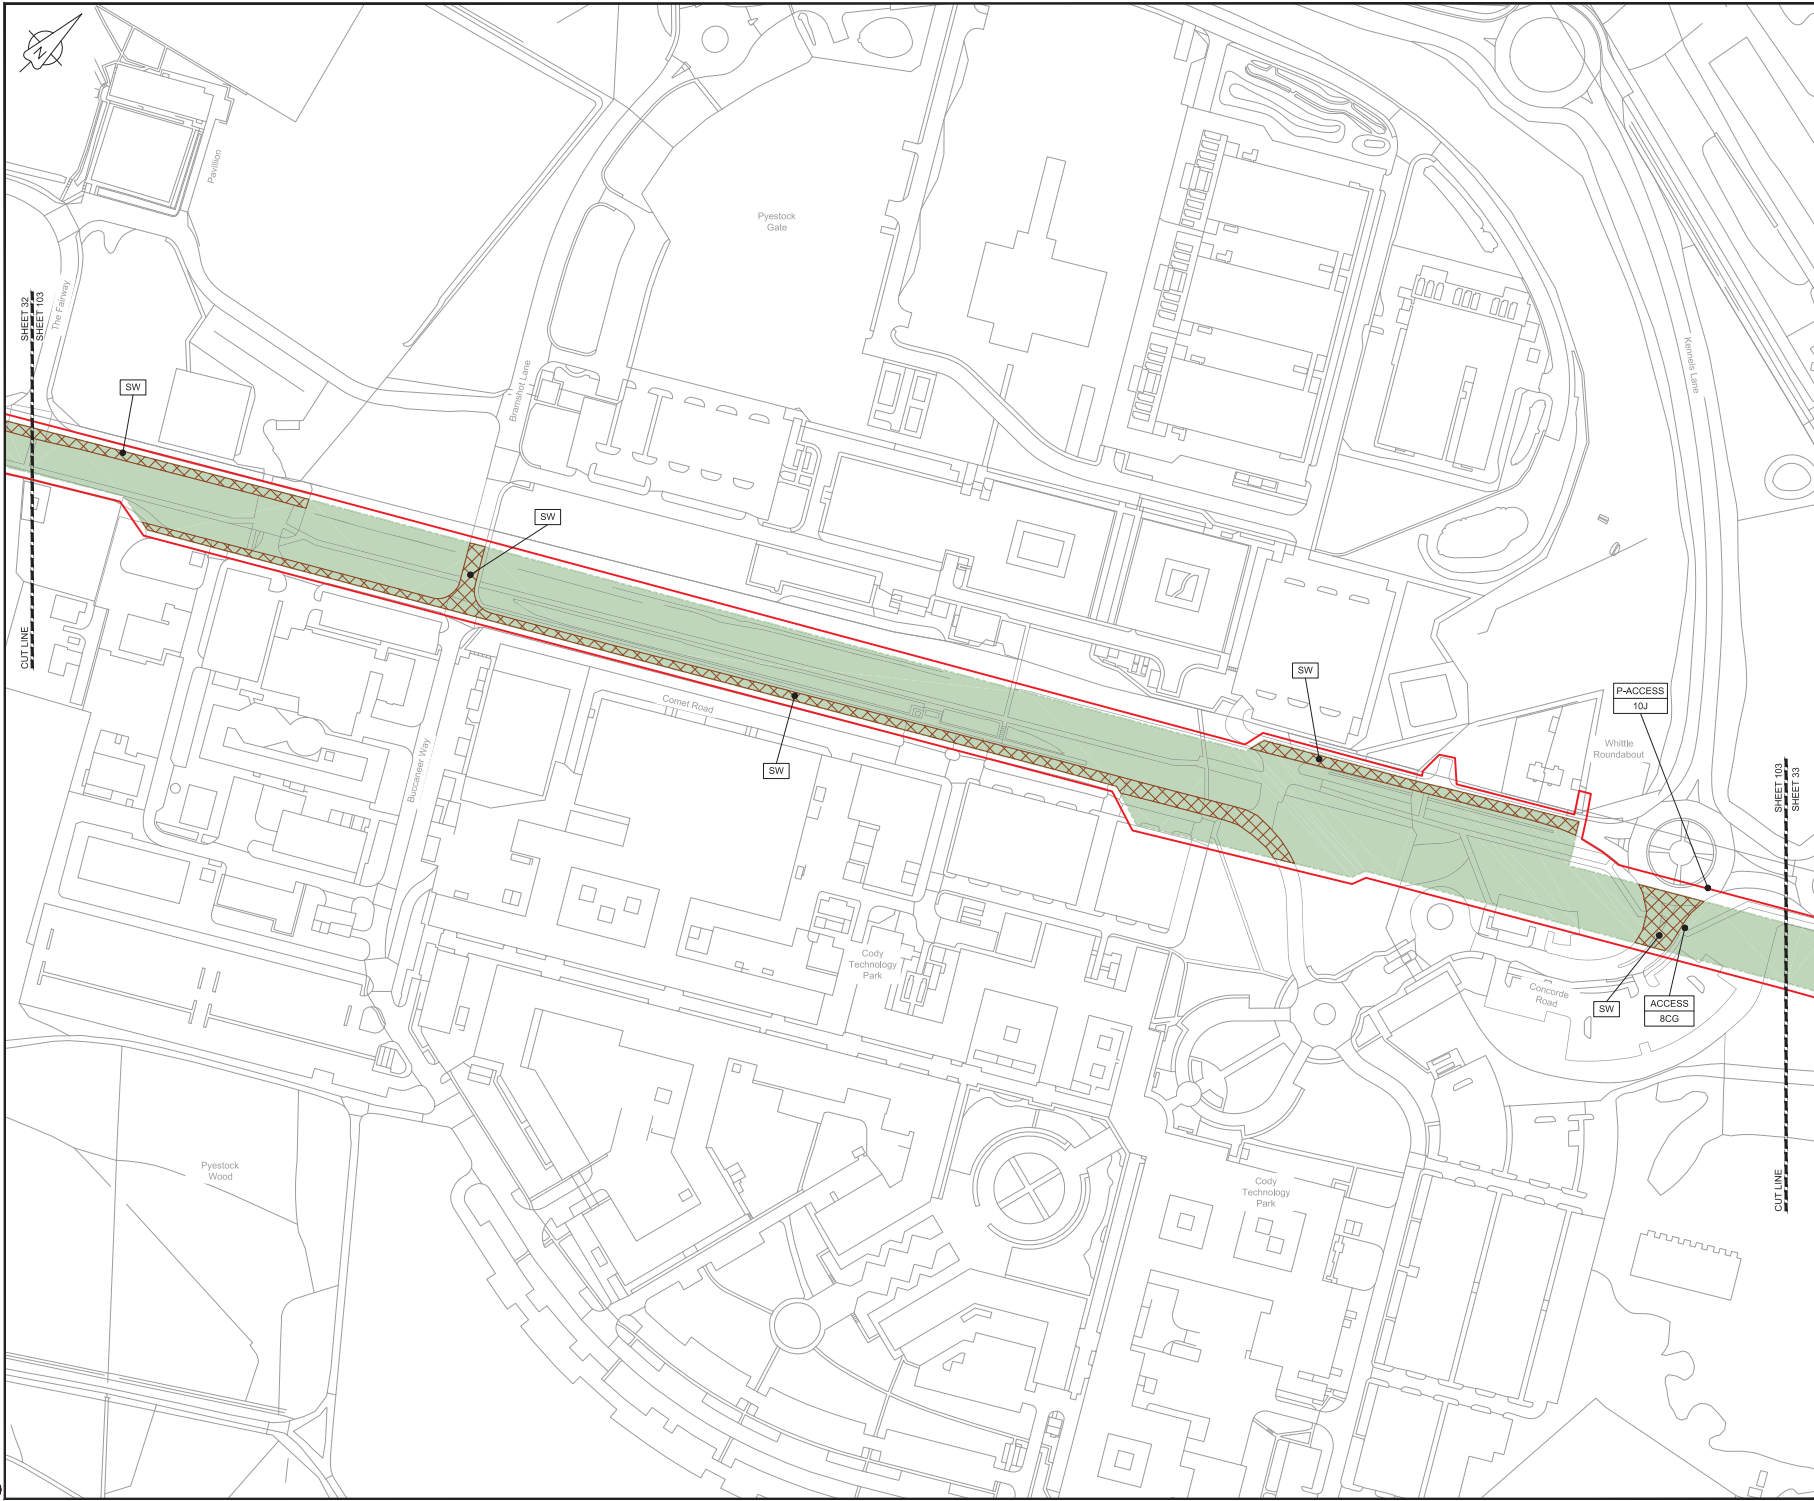 N
Pavillion
Pyestock
Gate
SHEET 32
SHEET 103
The Fairway
Bramshot Lane
Kennels Lane
SW
SW
CUT LINE
SW
P-ACCESS
10J
Comet Road
Whittle
Roundabout
Buccaneer Way
SW
SHEET 103
SHEET 33
Cody
Technology
Park
Concorde
Road
SW
ACCESS
8CG
Pyestock
Wood
Cody
Technology
Park
CUT LINE